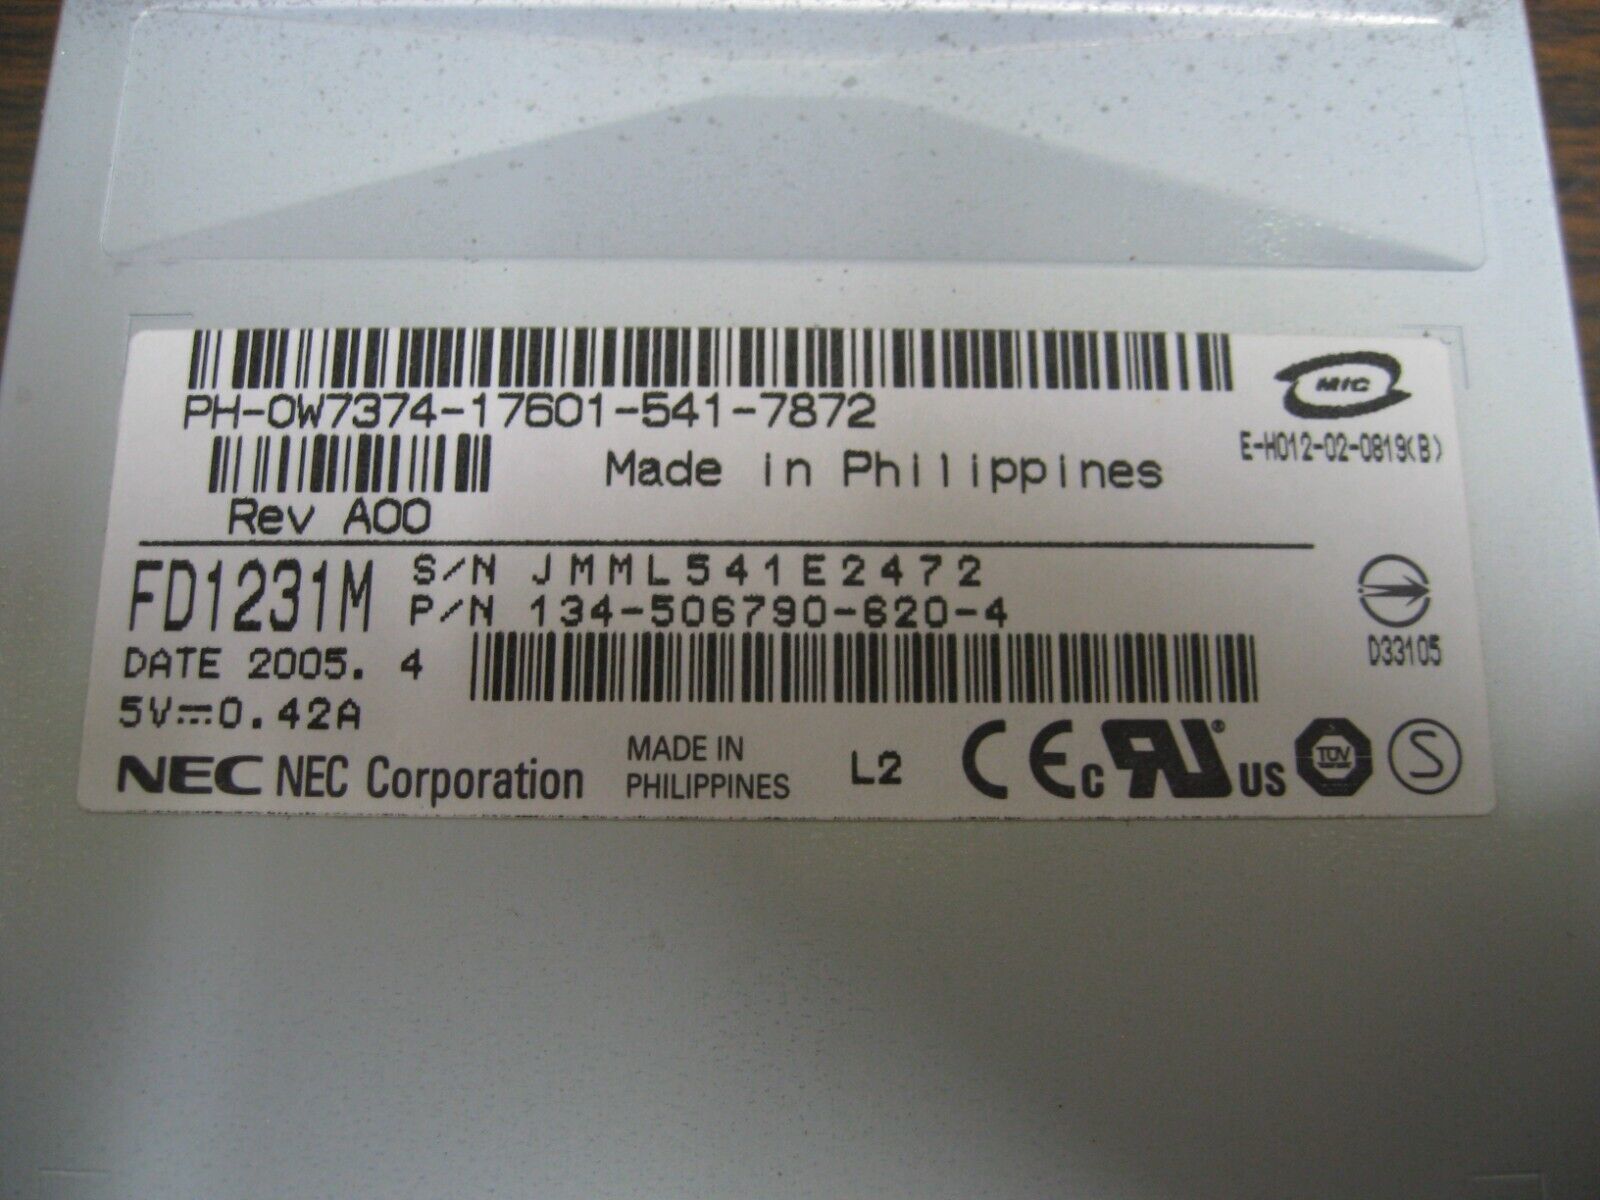 PH-0W7374-17601-541-7872
MIC
E-H012-02-0819(B)
Made in Philippines
Rev A00
FD1231M
S/N JMML541E2472
P/N 134-506790-620-4
D33105
DATE 2005. 4
5V⎓0.42A
NEC NEC Corporation
MADE IN
PHILIPPINES
L2
CE
c UR ® US
TÜV
S